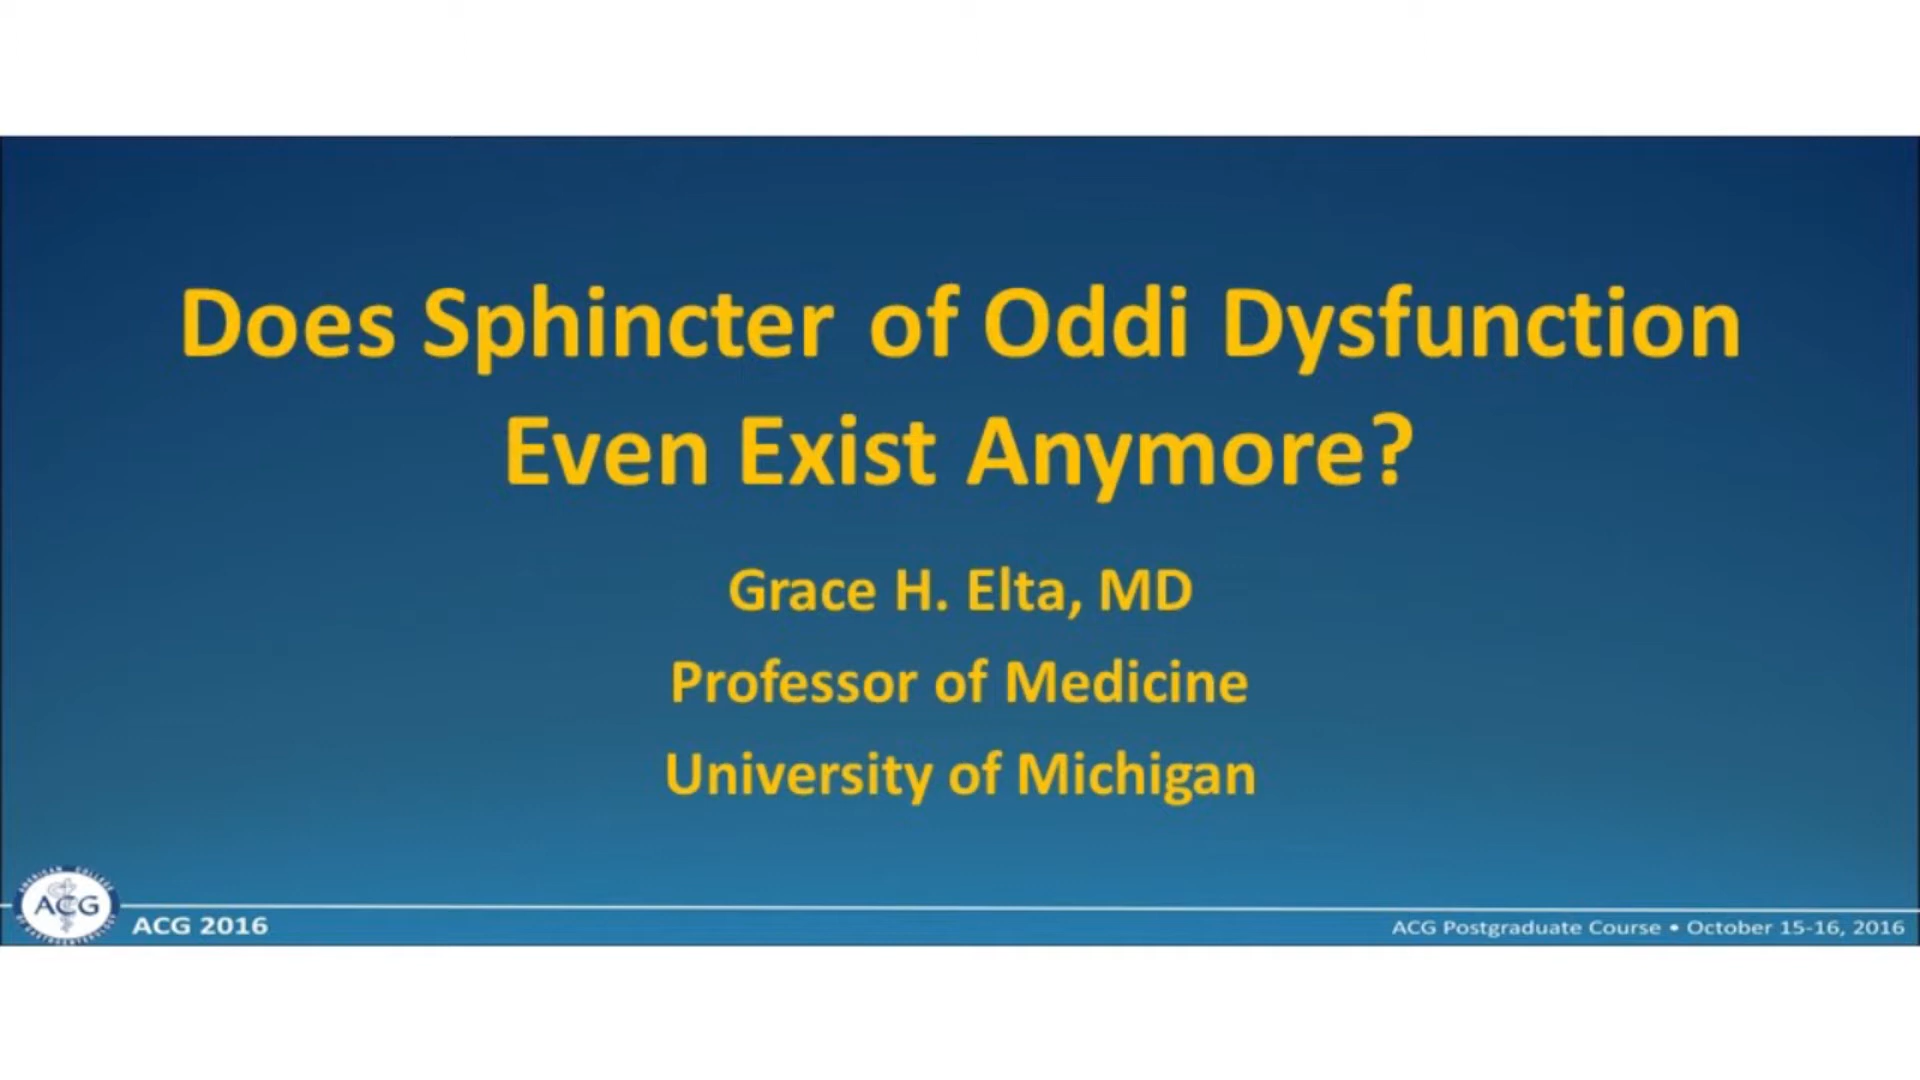 Does Sphincter of Oddi Dysfunction
Even Exist Anymore?
Grace H. Elta, MD
Professor of Medicine
University of Michigan
ACG
ACG 2016
ACG Postgraduate Course • October 15-16, 2016